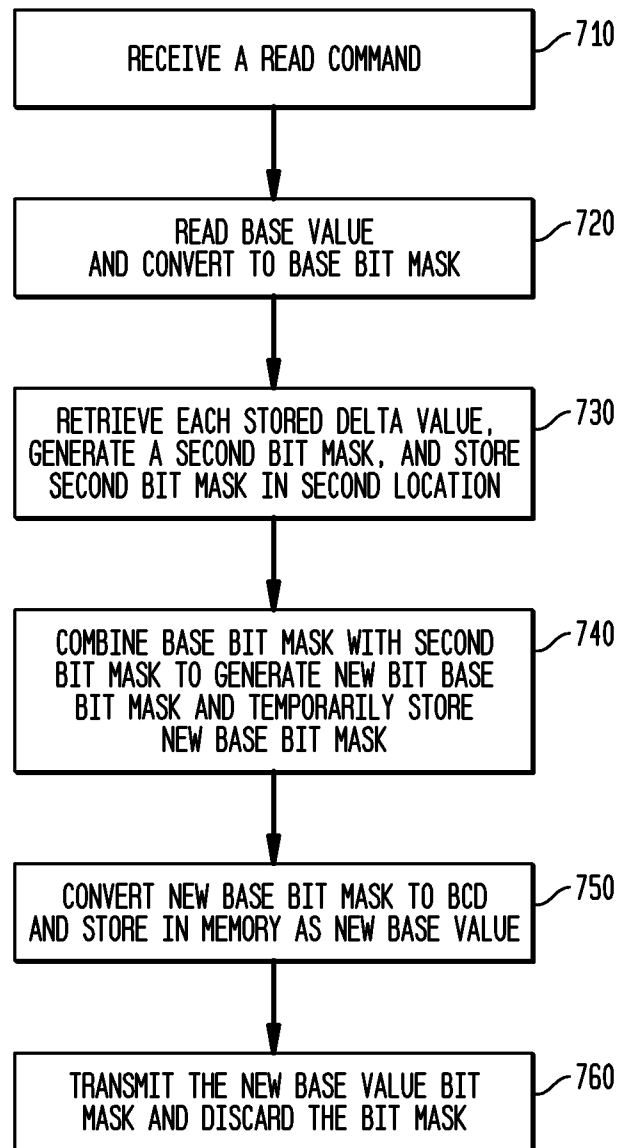 RECEIVE A READ COMMAND
710
READ BASE VALUE
AND CONVERT TO BASE BIT MASK
720
RETRIEVE EACH STORED DELTA VALUE,
GENERATE A SECOND BIT MASK, AND STORE
SECOND BIT MASK IN SECOND LOCATION
730
COMBINE BASE BIT MASK WITH SECOND
BIT MASK TO GENERATE NEW BIT BASE
BIT MASK AND TEMPORARILY STORE
NEW BASE BIT MASK
740
CONVERT NEW BASE BIT MASK TO BCD
AND STORE IN MEMORY AS NEW BASE VALUE
750
TRANSMIT THE NEW BASE VALUE BIT
MASK AND DISCARD THE BIT MASK
760